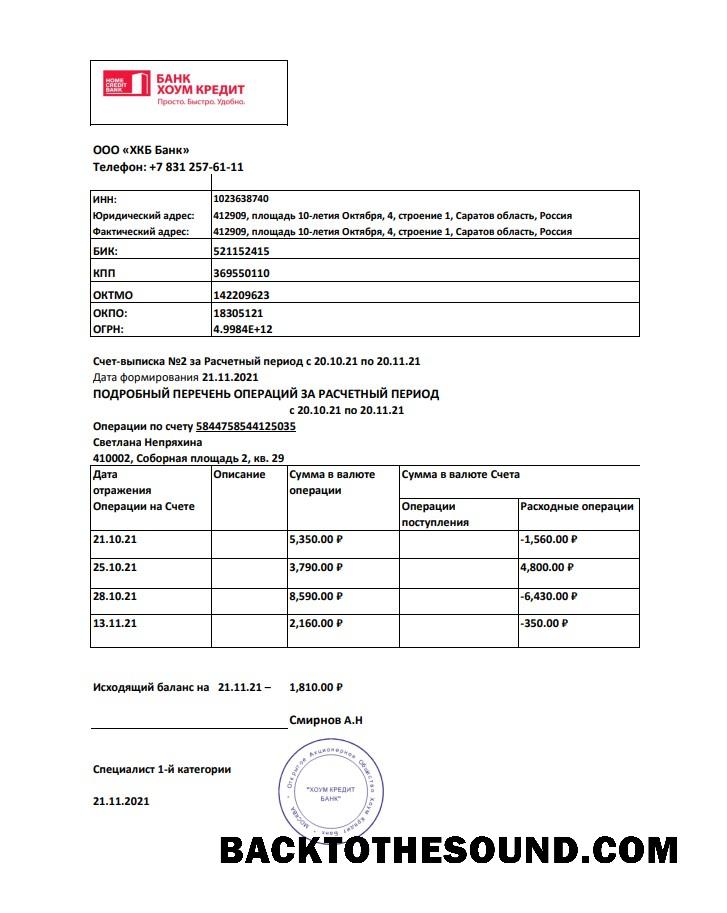 HOME
CREDIT
BANK
БАНК
ХОУМ КРЕДИТ
Просто. Быстро. Удобно.
ООО «ХКБ Банк»
Телефон: +7 831 257-61-11
ИНН: 1023638740
Юридический адрес: 412909, площадь 10-летия Октября, 4, строение 1, Саратов область, Россия
Фактический адрес: 412909, площадь 10-летия Октября, 4, строение 1, Саратов область, Россия
БИК: 521152415
КПП 369550110
ОКТМО 142209623
ОКПО: 18305121
ОГРН: 4.9984E+12
Счет-выписка №2 за Расчетный период с 20.10.21 по 20.11.21
Дата формирования 21.11.2021
ПОДРОБНЫЙ ПЕРЕЧЕНЬ ОПЕРАЦИЙ ЗА РАСЧЕТНЫЙ ПЕРИОД
с 20.10.21 по 20.11.21
Операции по счету 5844758544125035
Светлана Непряхина
410002, Соборная площадь 2, кв. 29
Дата отражения Операции на Счете
Описание
Сумма в валюте операции
Сумма в валюте Счета
Операции поступления
Расходные операции
21.10.21 5,350.00 ₽ -1,560.00 ₽
25.10.21 3,790.00 ₽ 4,800.00 ₽
28.10.21 8,590.00 ₽ -6,430.00 ₽
13.11.21 2,160.00 ₽ -350.00 ₽
Исходящий баланс на 21.11.21 – 1,810.00 ₽
Смирнов А.Н
Специалист 1-й категории
21.11.2021
Открытое Акционерное Общество Хоум Кредит Банк * МОСКВА *
"ХОУМ КРЕДИТ
БАНК"
BACKTOTHESOUND.COM